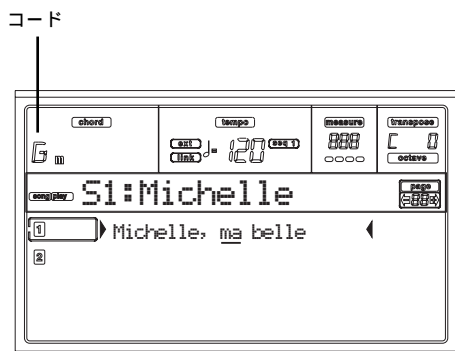 コード
chord tempo measure transpose
G m ext link ♩= 120 seq 1 888 C 0
octave
song play S1:Michelle page 88
1 Michelle, ma belle
2